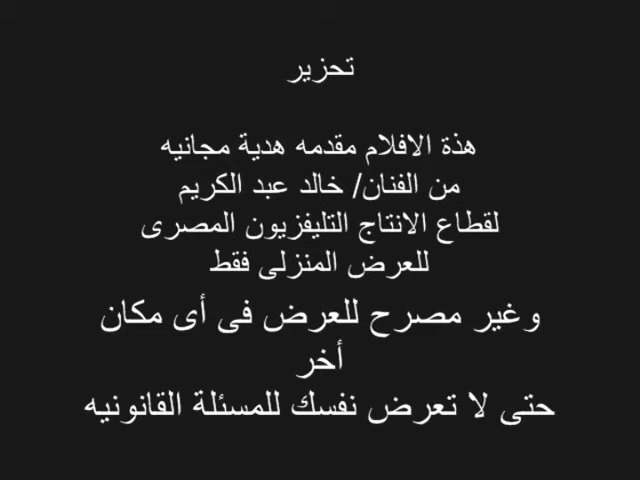 تحزير
هذة الافلام مقدمه هدية مجانيه
من الفنان/ خالد عبد الكريم
لقطاع الانتاج التليفزيون المصرى
للعرض المنزلى فقط
وغير مصرح للعرض فى أى مكان
أخر
حتى لا تعرض نفسك للمسئلة القانونيه